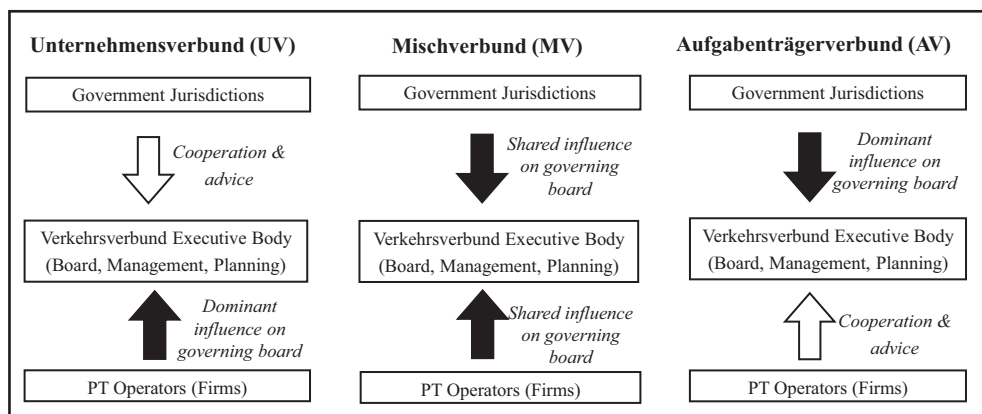 Unternehmensverbund (UV)
Government Jurisdictions
Cooperation &
advice
Verkehrsverbund Executive Body
(Board, Management, Planning)
Dominant
influence on
governing board
PT Operators (Firms)
Mischverbund (MV)
Government Jurisdictions
Shared influence
on governing
board
Verkehrsverbund Executive Body
(Board, Management, Planning)
Shared influence
on governing
board
PT Operators (Firms)
Aufgabenträgerverbund (AV)
Government Jurisdictions
Dominant
influence on
governing board
Verkehrsverbund Executive Body
(Board, Management, Planning)
Cooperation &
advice
PT Operators (Firms)